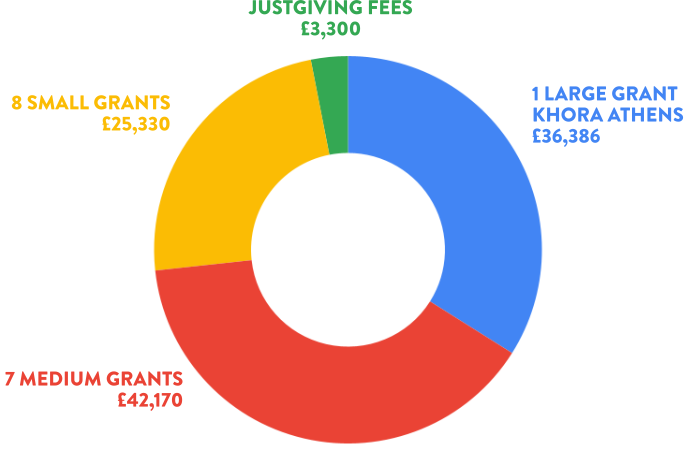 JUSTGIVING FEES
£3,300
8 SMALL GRANTS
£25,330
1 LARGE GRANT
KHORA ATHENS
£36,386
7 MEDIUM GRANTS
£42,170